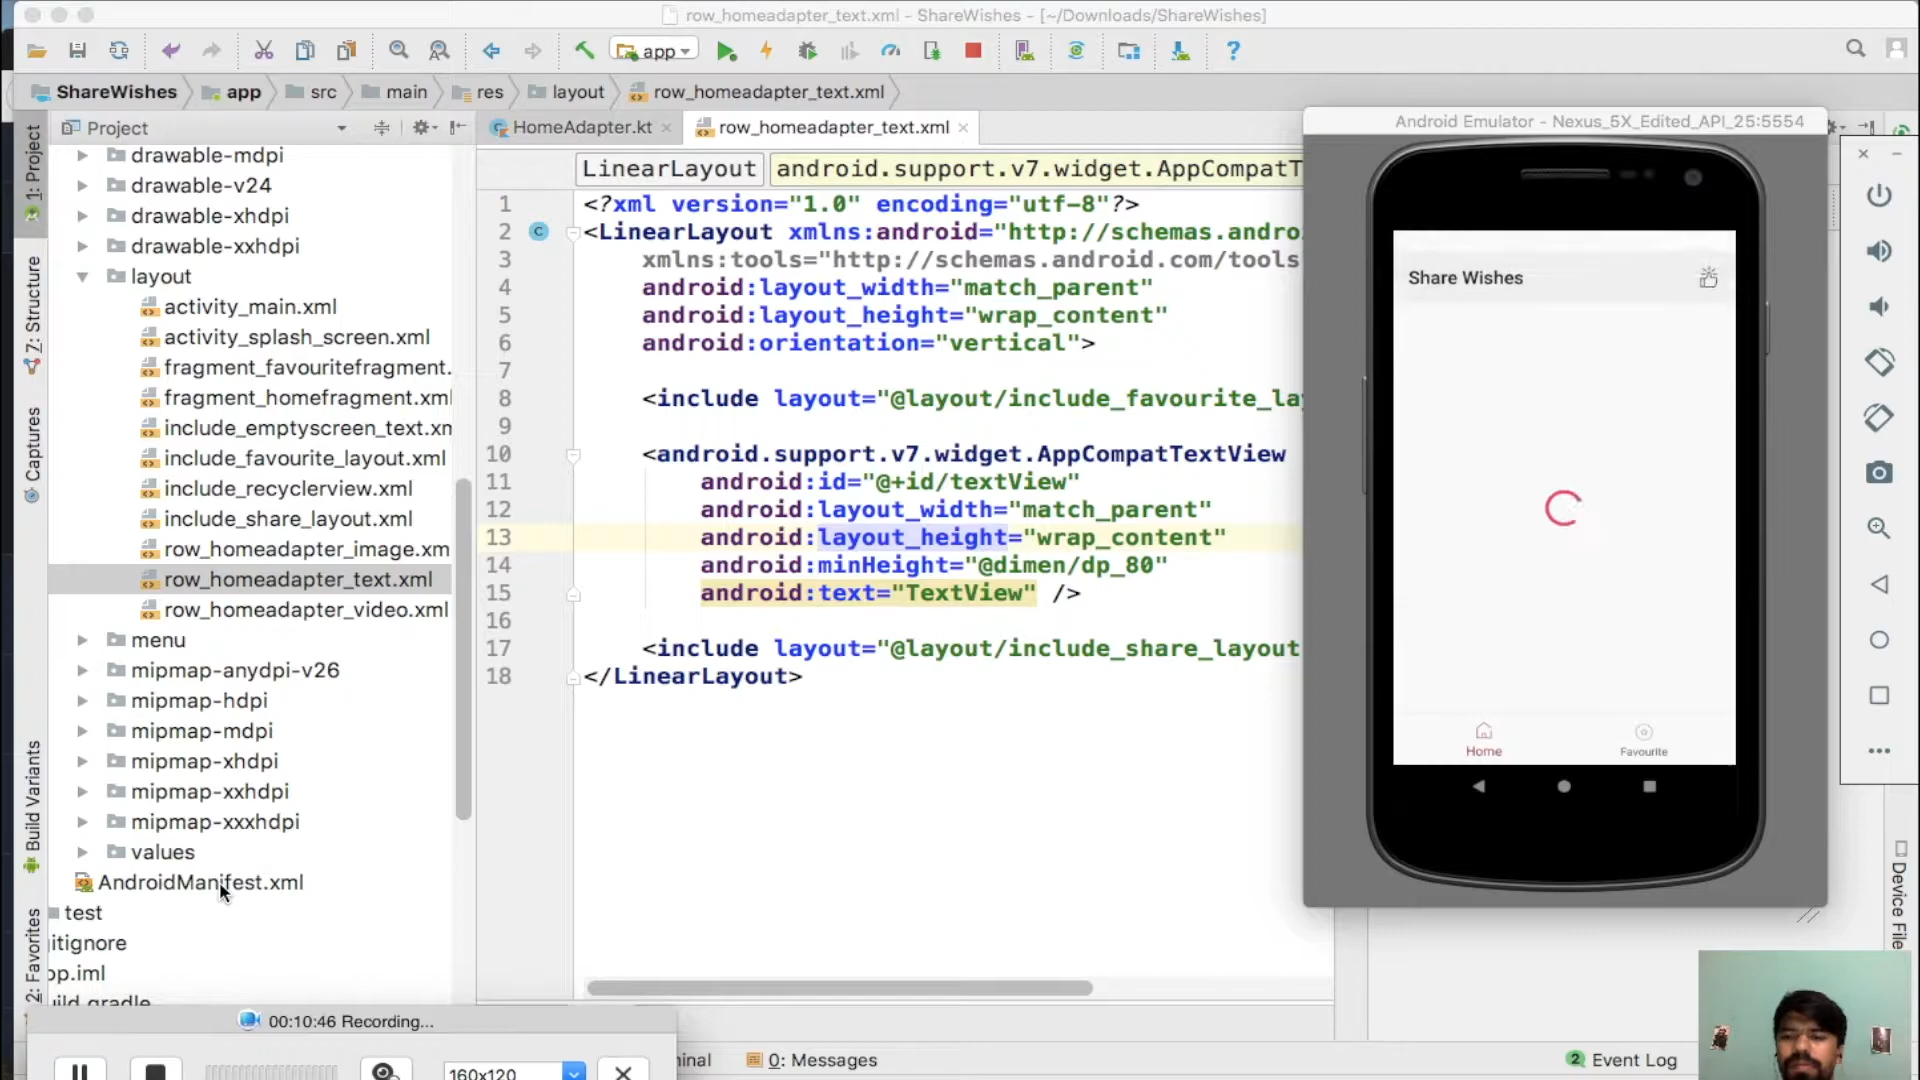 row_homeadapter_text.xml - ShareWishes - [~/Downloads/ShareWishes]
app
ShareWishes
app
src
main
res
layout
row_homeadapter_text.xml
1: Project
7: Structure
Captures
Build Variants
2: Favorites
Project
drawable-mdpi
drawable-v24
drawable-xhdpi
drawable-xxhdpi
layout
activity_main.xml
activity_splash_screen.xml
fragment_favouritefragment.
fragment_homefragment.xml
include_emptyscreen_text.xm
include_favourite_layout.xml
include_recyclerview.xml
include_share_layout.xml
row_homeadapter_image.xm
row_homeadapter_text.xml
row_homeadapter_video.xml
menu
mipmap-anydpi-v26
mipmap-hdpi
mipmap-mdpi
mipmap-xhdpi
mipmap-xxhdpi
mipmap-xxxhdpi
values
AndroidManifest.xml
test
itignore
pp.iml
uild.gradle
HomeAdapter.kt
row_homeadapter_text.xml
LinearLayout
android.support.v7.widget.AppCompatT
1 <?xml version="1.0" encoding="utf-8"?>
2 <LinearLayout xmlns:android="http://schemas.andro
3 xmlns:tools="http://schemas.android.com/tools
4 android:layout_width="match_parent"
5 android:layout_height="wrap_content"
6 android:orientation="vertical">
7
8 <include layout="@layout/include_favourite_la
9
10 <android.support.v7.widget.AppCompatTextView
11 android:id="@+id/textView"
12 android:layout_width="match_parent"
13 android:layout_height="wrap_content"
14 android:minHeight="@dimen/dp_80"
15 android:text="TextView" />
16
17 <include layout="@layout/include_share_layout
18 </LinearLayout>
Android Emulator - Nexus_5X_Edited_API_25:5554
Share Wishes
Home
Favourite
Device File
00:10:46 Recording...
160x120
minal
0: Messages
2 Event Log